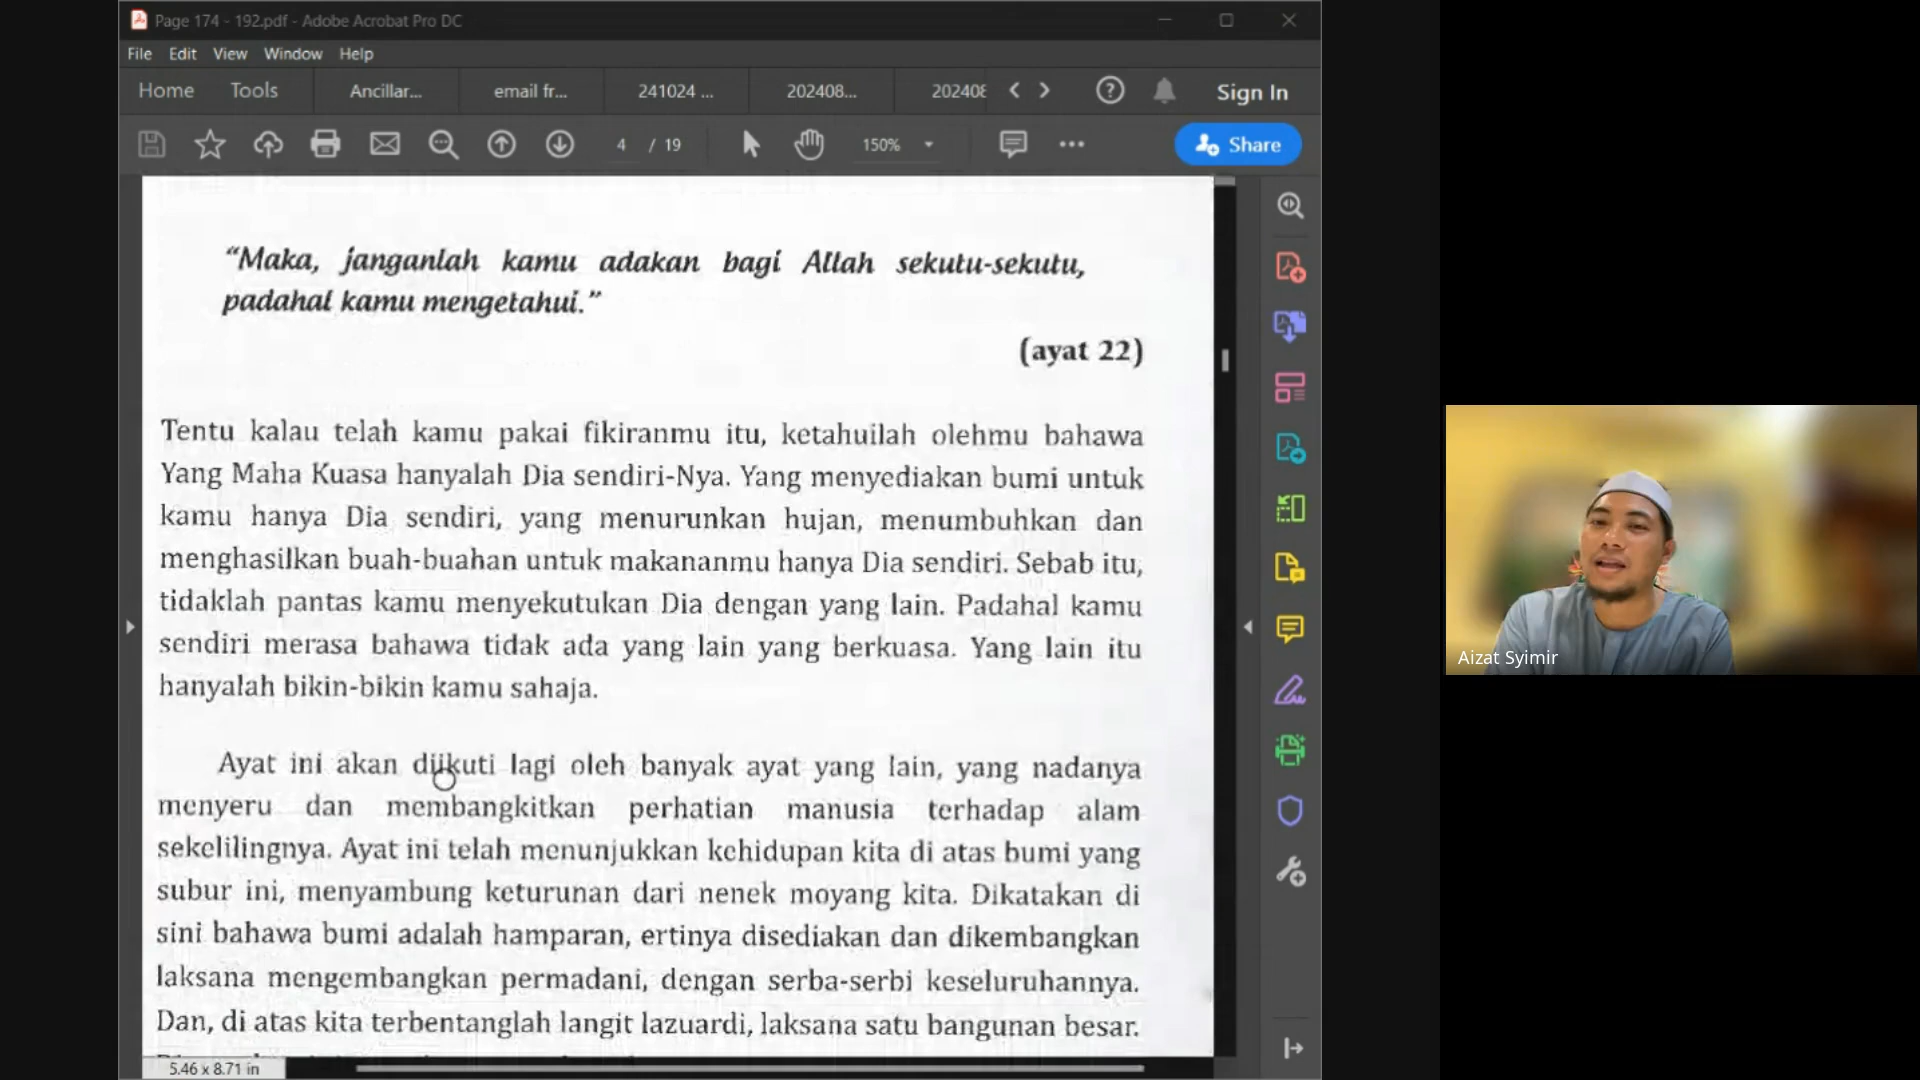 Page 174 - 192.pdf - Adobe Acrobat Pro DC
File Edit View Window Help
Home Tools Ancillar... email fr... 241024 ... 202408... 202408 Sign In
4 / 19 150% Share
“Maka, janganlah kamu adakan bagi Allah sekutu-sekutu,
padahal kamu mengetahui.”
(ayat 22)
Tentu kalau telah kamu pakai fikiranmu itu, ketahuilah olehmu bahawa
Yang Maha Kuasa hanyalah Dia sendiri-Nya. Yang menyediakan bumi untuk
kamu hanya Dia sendiri, yang menurunkan hujan, menumbuhkan dan
menghasilkan buah-buahan untuk makananmu hanya Dia sendiri. Sebab itu,
tidaklah pantas kamu menyekutukan Dia dengan yang lain. Padahal kamu
sendiri merasa bahawa tidak ada yang lain yang berkuasa. Yang lain itu
hanyalah bikin-bikin kamu sahaja.
Ayat ini akan diikuti lagi oleh banyak ayat yang lain, yang nadanya
menyeru dan membangkitkan perhatian manusia terhadap alam
sekelilingnya. Ayat ini telah menunjukkan kehidupan kita di atas bumi yang
subur ini, menyambung keturunan dari nenek moyang kita. Dikatakan di
sini bahawa bumi adalah hamparan, ertinya disediakan dan dikembangkan
laksana mengembangkan permadani, dengan serba-serbi keseluruhannya.
Dan, di atas kita terbentanglah langit lazuardi, laksana satu bangunan besar.
5.46 x 8.71 in
Aizat Syimir